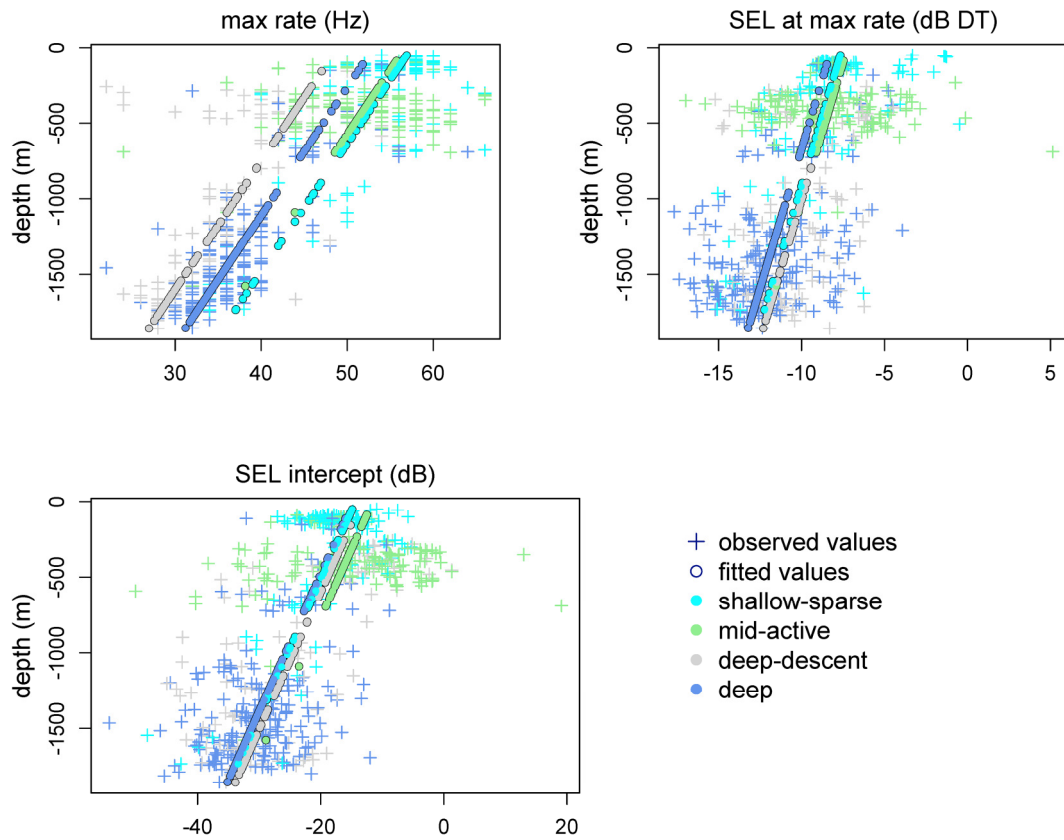 max rate (Hz)
depth (m)
0
-500
-1000
-1500
30 40 50 60
SEL at max rate (dB DT)
depth (m)
0
-500
-1000
-1500
-15 -10 -5 0 5
SEL intercept (dB)
depth (m)
0
-500
-1000
-1500
-40 -20 0 20
observed values
fitted values
shallow-sparse
mid-active
deep-descent
deep